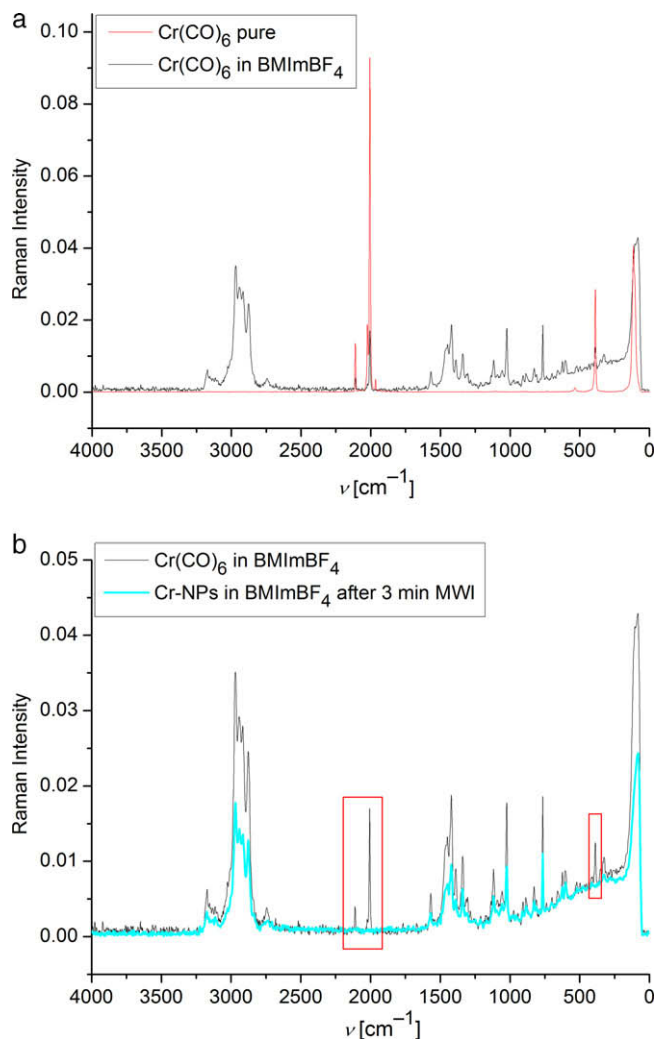 a
Cr(CO)6 pure
Cr(CO)6 in BMImBF4
0.10
0.08
0.06
0.04
0.02
0.00
Raman Intensity
4000 3500 3000 2500 2000 1500 1000 500 0
ν [cm−1]
b
Cr(CO)6 in BMImBF4
Cr-NPs in BMImBF4 after 3 min MWI
0.05
0.04
0.03
0.02
0.01
0.00
Raman Intensity
4000 3500 3000 2500 2000 1500 1000 500 0
ν [cm−1]